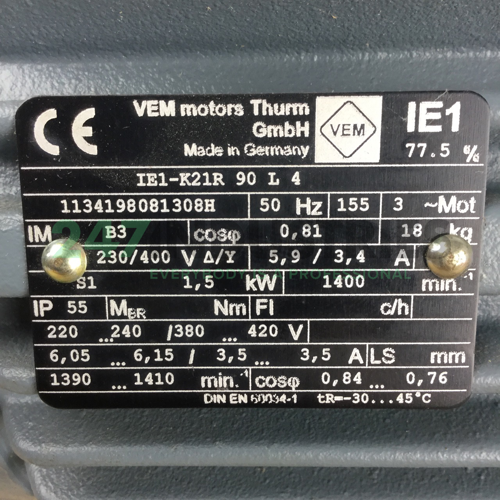 CE VEM motors Thurm GmbH VEM IE1
Made in Germany 77.5 %
IE1-K21R 90 L 4
1134198081308H 50 Hz 155 3 ~Mot
IM B3 cosφ 0,81 18 kg
230/400 V Δ/Y 5,9 / 3,4 A
S1 1,5 kW 1400 min.-1
IP 55 MBR Nm FI c/h
220 ...240 /380 ... 420 V
6,05 ... 6,15 / 3,5 ... 3,5 A LS mm
1390 ... 1410 min.-1 cosφ 0,84 ... 0,76
DIN EN 60034-1 tR=-30...45°C
247